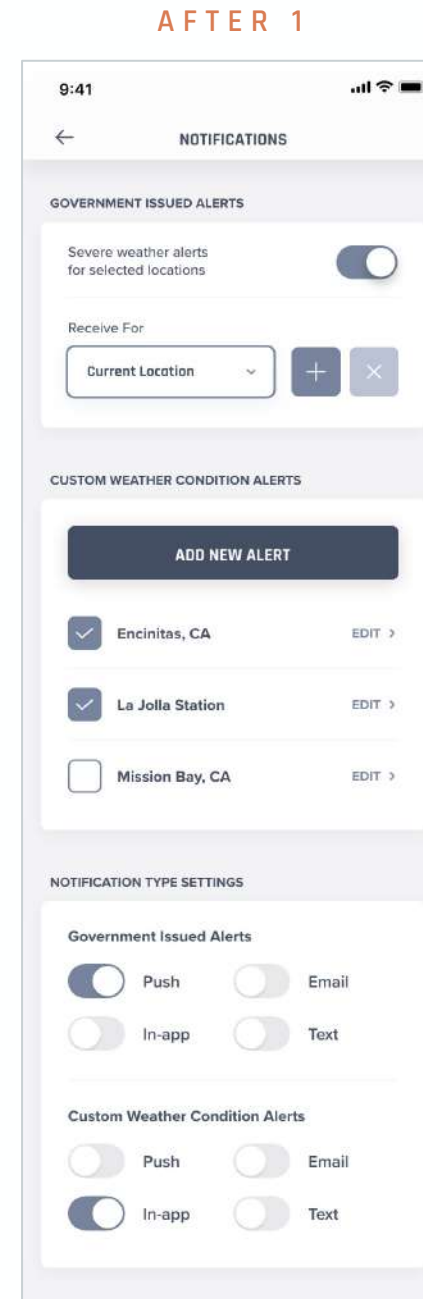 AFTER 1
9:41
NOTIFICATIONS
GOVERNMENT ISSUED ALERTS
Severe weather alerts
for selected locations
Receive For
Current Location
CUSTOM WEATHER CONDITION ALERTS
ADD NEW ALERT
Encinitas, CA EDIT >
La Jolla Station EDIT >
Mission Bay, CA EDIT >
NOTIFICATION TYPE SETTINGS
Government Issued Alerts
Push Email
In-app Text
Custom Weather Condition Alerts
Push Email
In-app Text